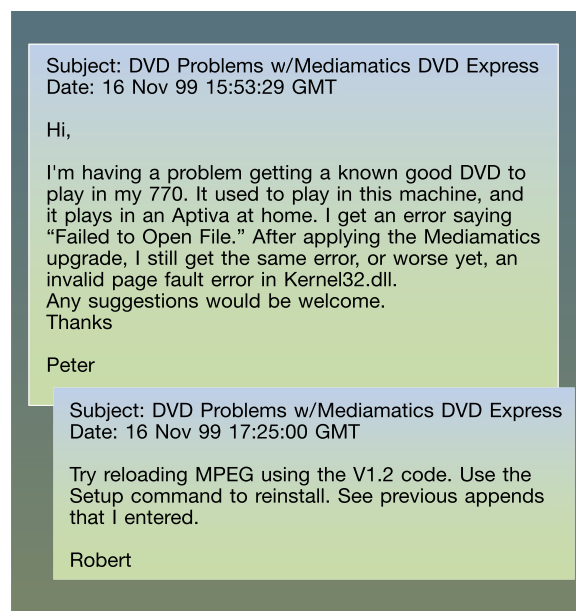 Subject: DVD Problems w/Mediamatics DVD Express
Date: 16 Nov 99 15:53:29 GMT
Hi,
I'm having a problem getting a known good DVD to
play in my 770. It used to play in this machine, and
it plays in an Aptiva at home. I get an error saying
“Failed to Open File.” After applying the Mediamatics
upgrade, I still get the same error, or worse yet, an
invalid page fault error in Kernel32.dll.
Any suggestions would be welcome.
Thanks
Peter
Subject: DVD Problems w/Mediamatics DVD Express
Date: 16 Nov 99 17:25:00 GMT
Try reloading MPEG using the V1.2 code. Use the
Setup command to reinstall. See previous appends
that I entered.
Robert